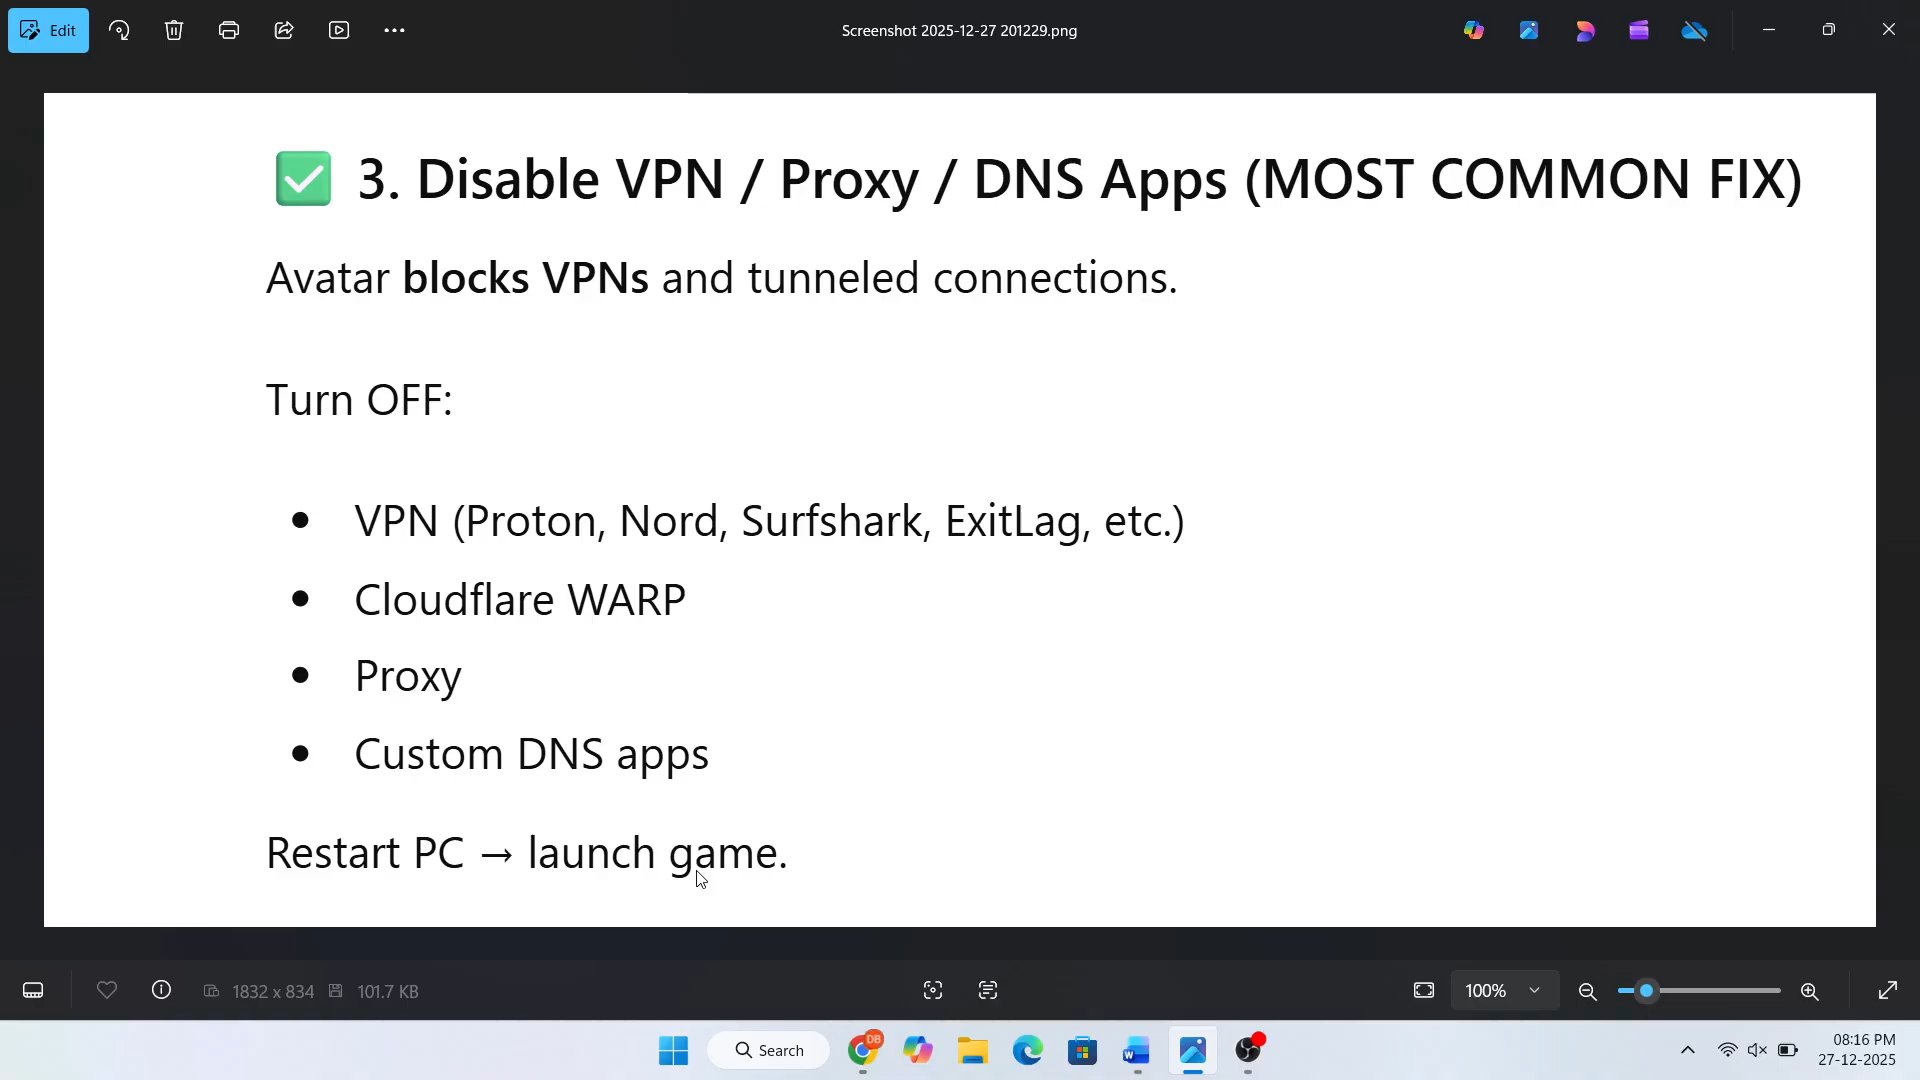 Edit
Screenshot 2025-12-27 201229.png
3. Disable VPN / Proxy / DNS Apps (MOST COMMON FIX)
Avatar blocks VPNs and tunneled connections.
Turn OFF:
• VPN (Proton, Nord, Surfshark, ExitLag, etc.)
• Cloudflare WARP
• Proxy
• Custom DNS apps
Restart PC → launch game.
1832 x 834 101.7 KB
100%
Search
DB
W
08:16 PM
27-12-2025